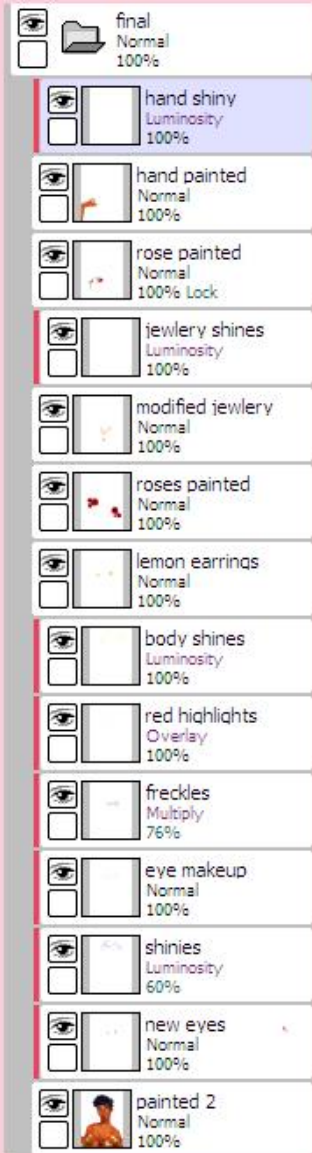 final
Normal
100%
hand shiny
Luminosity
100%
hand painted
Normal
100%
rose painted
Normal
100% Lock
jewlery shines
Luminosity
100%
modified jewlery
Normal
100%
roses painted
Normal
100%
lemon earrings
Normal
100%
body shines
Luminosity
100%
red highlights
Overlay
100%
freckles
Multiply
76%
eye makeup
Normal
100%
shinies
Luminosity
60%
new eyes
Normal
100%
painted 2
Normal
100%